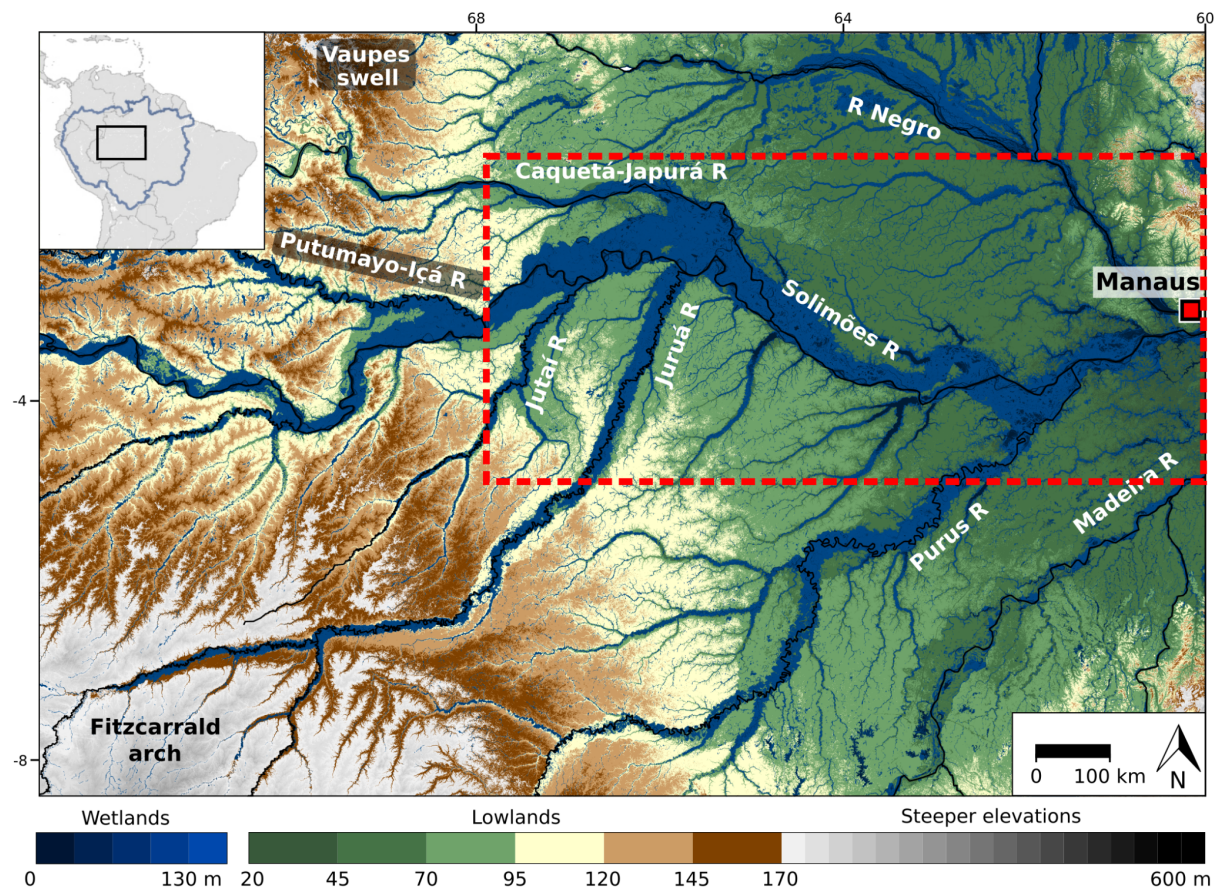 68
64
60
Vaupes
swell
R Negro
Caquetá-Japurá R
Putumayo-Içá R
Manaus
Solimões R
Jutaí R
Juruá R
-4
Madeira R
Purus R
Fitzcarrald
arch
0
100 km
N
-8
Wetlands
Lowlands
Steeper elevations
0
130 m
20
45
70
95
120
145
170
600 m